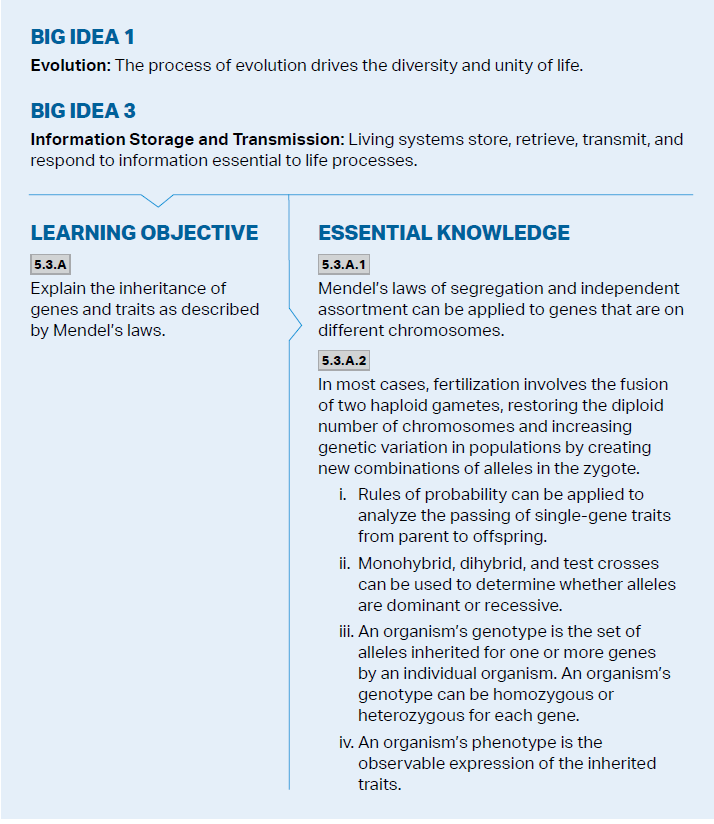 BIG IDEA 1
Evolution: The process of evolution drives the diversity and unity of life.
BIG IDEA 3
Information Storage and Transmission: Living systems store, retrieve, transmit, and
respond to information essential to life processes.
LEARNING OBJECTIVE
5.3.A
Explain the inheritance of
genes and traits as described
by Mendel's laws.
ESSENTIAL KNOWLEDGE
5.3.A.1
Mendel's laws of segregation and independent
assortment can be applied to genes that are on
different chromosomes.
5.3.A.2
In most cases, fertilization involves the fusion
of two haploid gametes, restoring the diploid
number of chromosomes and increasing
genetic variation in populations by creating
new combinations of alleles in the zygote.
i. Rules of probability can be applied to
analyze the passing of single-gene traits
from parent to offspring.
ii. Monohybrid, dihybrid, and test crosses
can be used to determine whether alleles
are dominant or recessive.
iii. An organism's genotype is the set of
alleles inherited for one or more genes
by an individual organism. An organism's
genotype can be homozygous or
heterozygous for each gene.
iv. An organism's phenotype is the
observable expression of the inherited
traits.